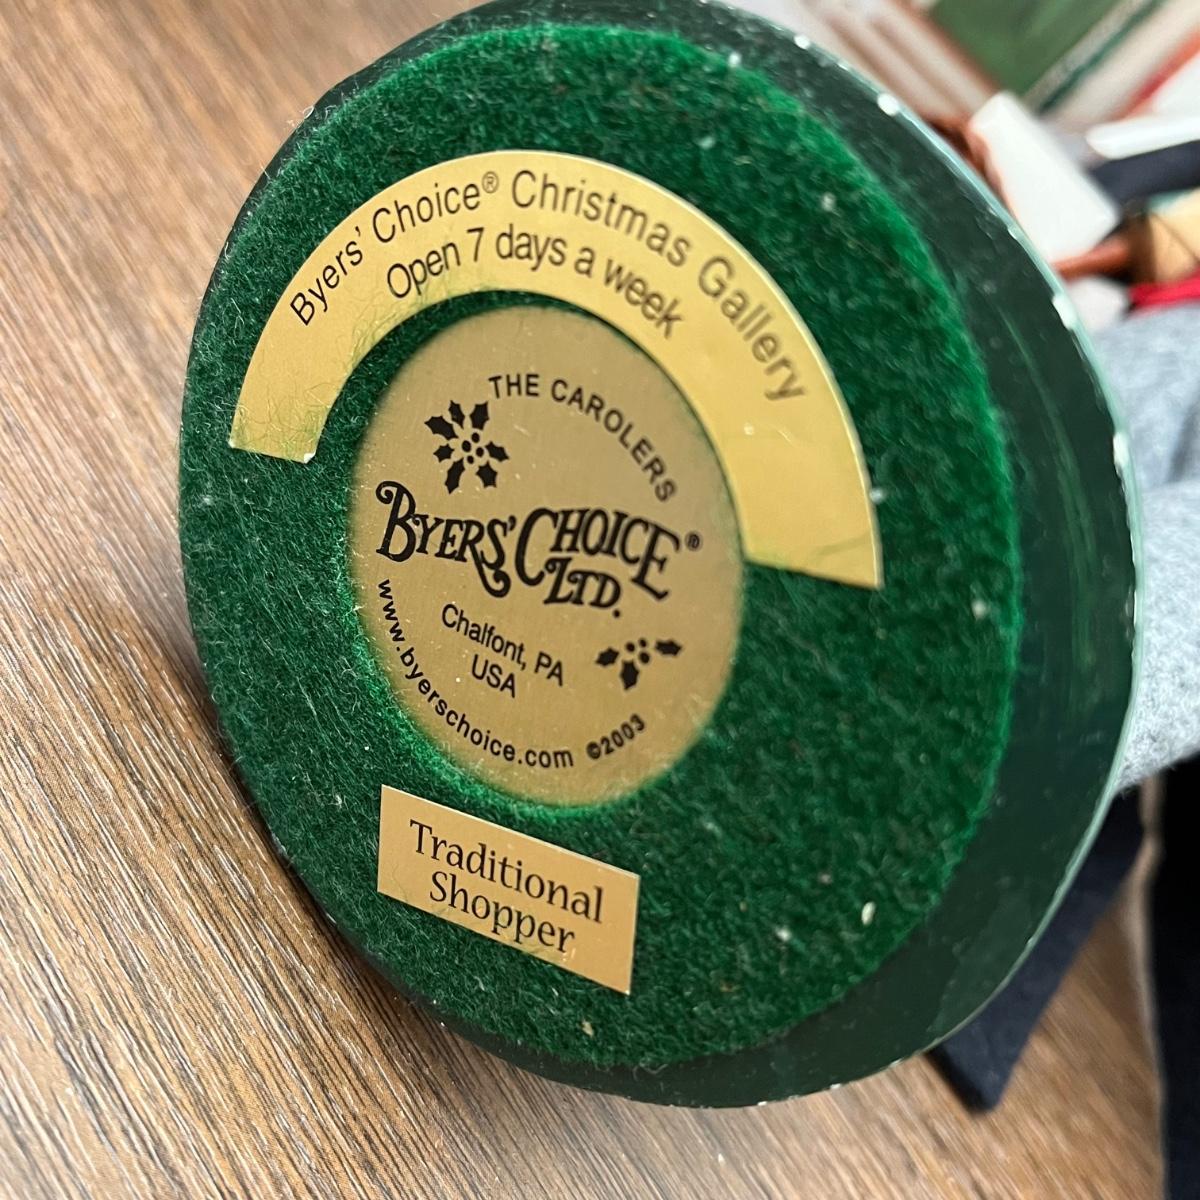 Byers' Choice® Christmas Gallery
Open 7 days a week
THE CAROLERS
BYERS' CHOICE®
LTD.
Chalfont, PA
USA
www.byerschoice.com ©2003
Traditional
Shopper